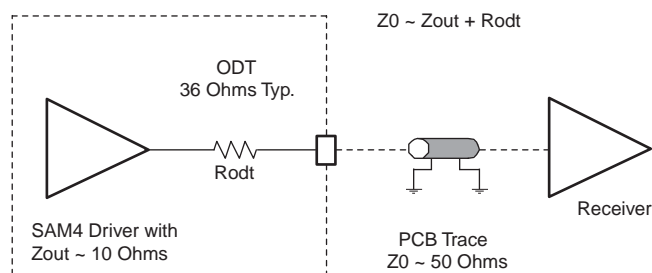 Z0 ~ Zout + Rodt
ODT
36 Ohms Typ.
Rodt
Receiver
SAM4 Driver with
Zout ~ 10 Ohms
PCB Trace
Z0 ~ 50 Ohms